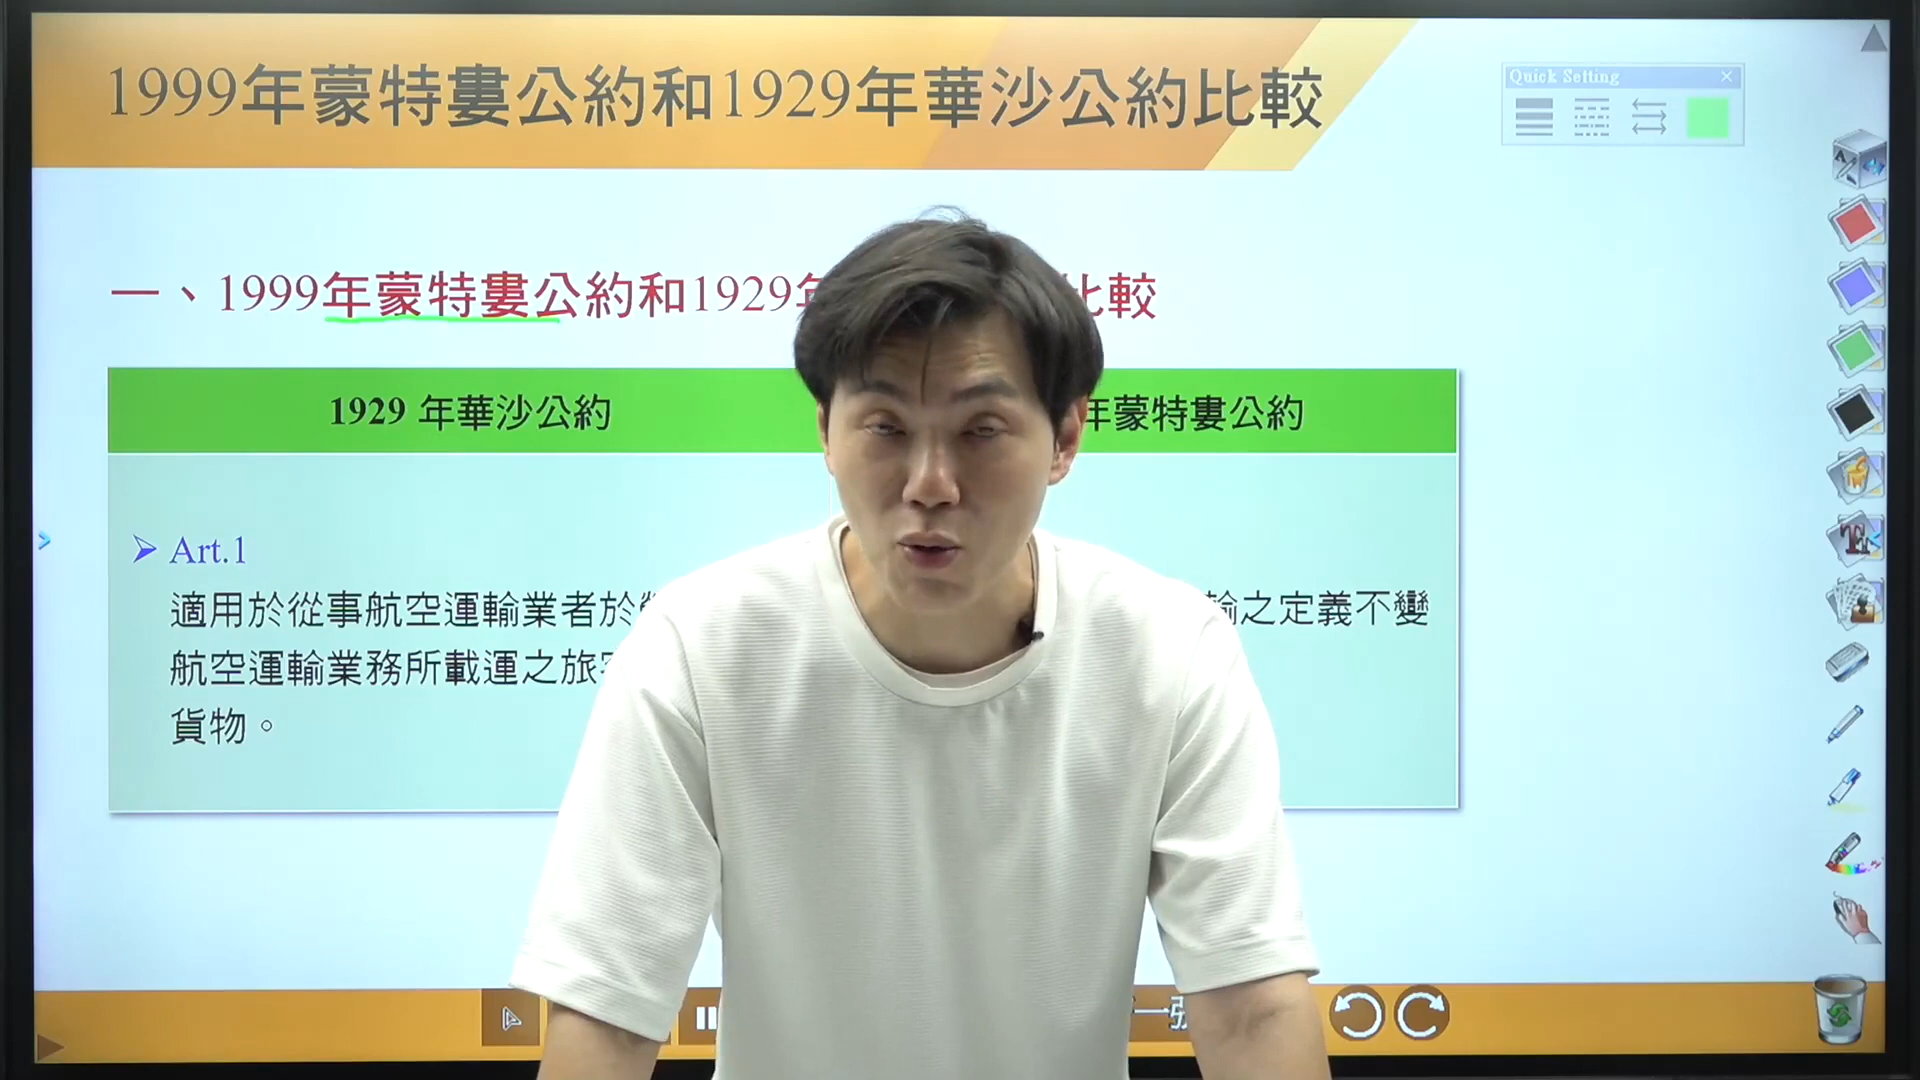 1999年蒙特婁公約和1929年華沙公約比較
Quick Setting
一、1999年蒙特婁公約和1929年 比較
1929 年華沙公約
年蒙特婁公約
Art.1
適用於從事航空運輸業者於
輸之定義不變
航空運輸業務所載運之旅
貨物。
一張